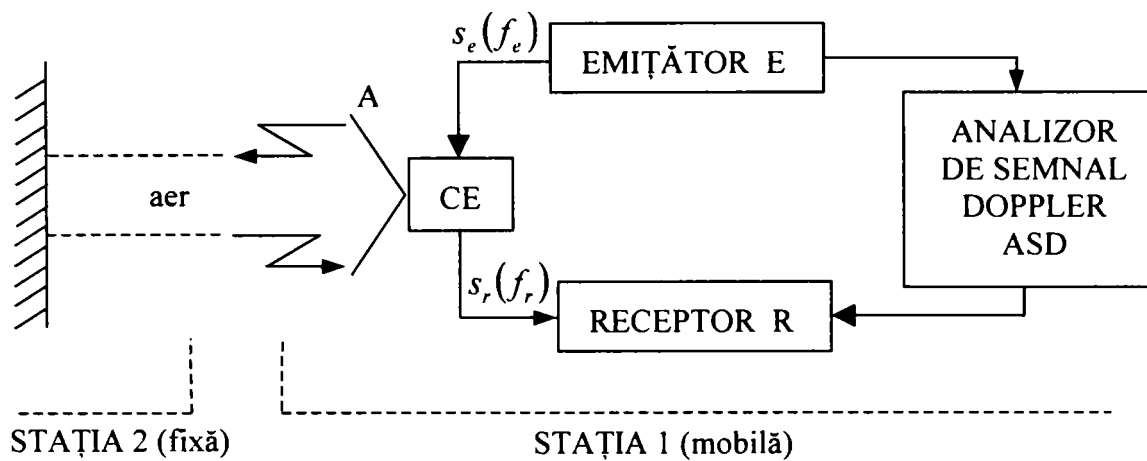 s_e(f_e)
EMIȚĂTOR E
A
ANALIZOR
DE SEMNAL
DOPPLER
ASD
aer
CE
s_r(f_r)
RECEPTOR R
STAȚIA 2 (fixă)
STAȚIA 1 (mobilă)